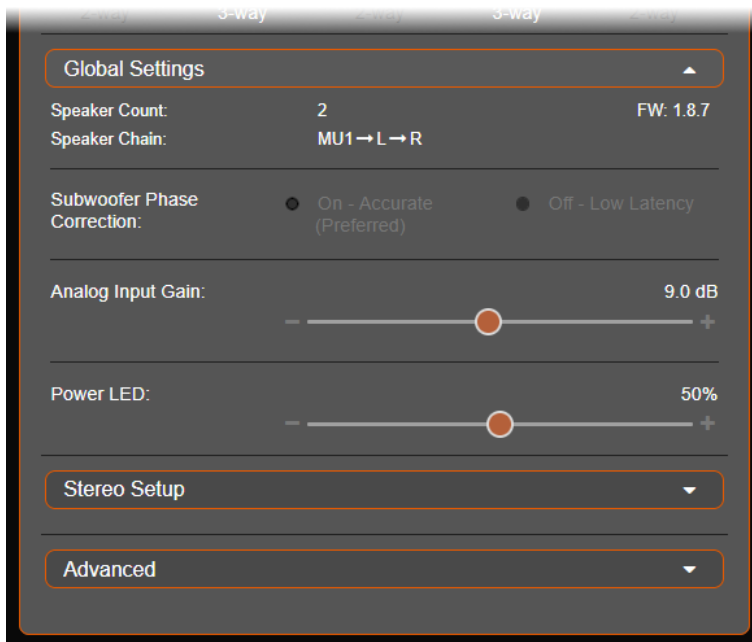 2-way 3-way 2-way 3-way 2-way
Global Settings
Speaker Count: 2 FW: 1.8.7
Speaker Chain: MU1→L→R
Subwoofer Phase Correction: On - Accurate (Preferred) Off - Low Latency
Analog Input Gain: 9.0 dB
− +
Power LED: 50%
− +
Stereo Setup
Advanced